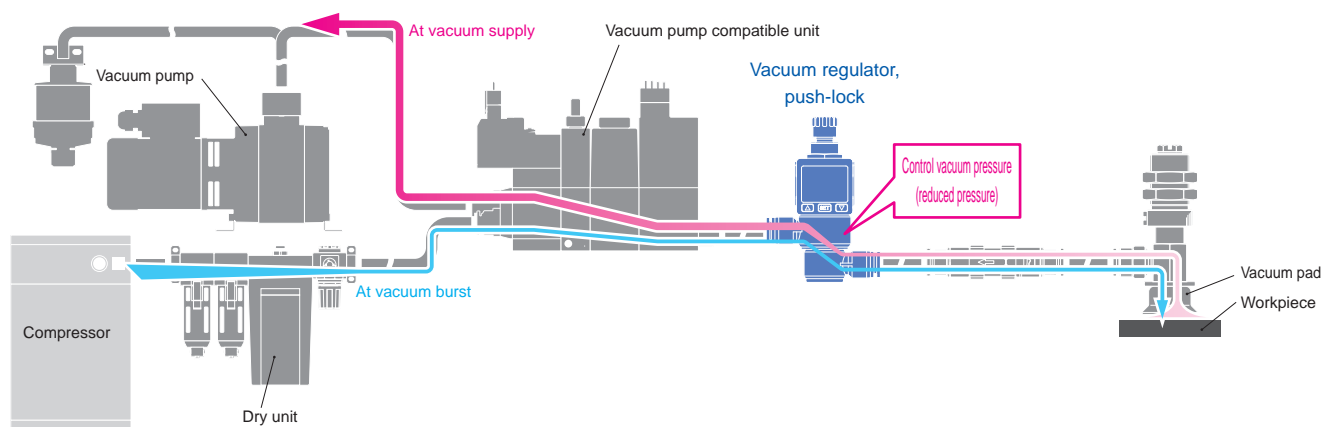 At vacuum supply
Vacuum pump compatible unit
Vacuum pump
Vacuum regulator,
push-lock
Control vacuum pressure
(reduced pressure)
Vacuum pad
Workpiece
At vacuum burst
Compressor
Dry unit